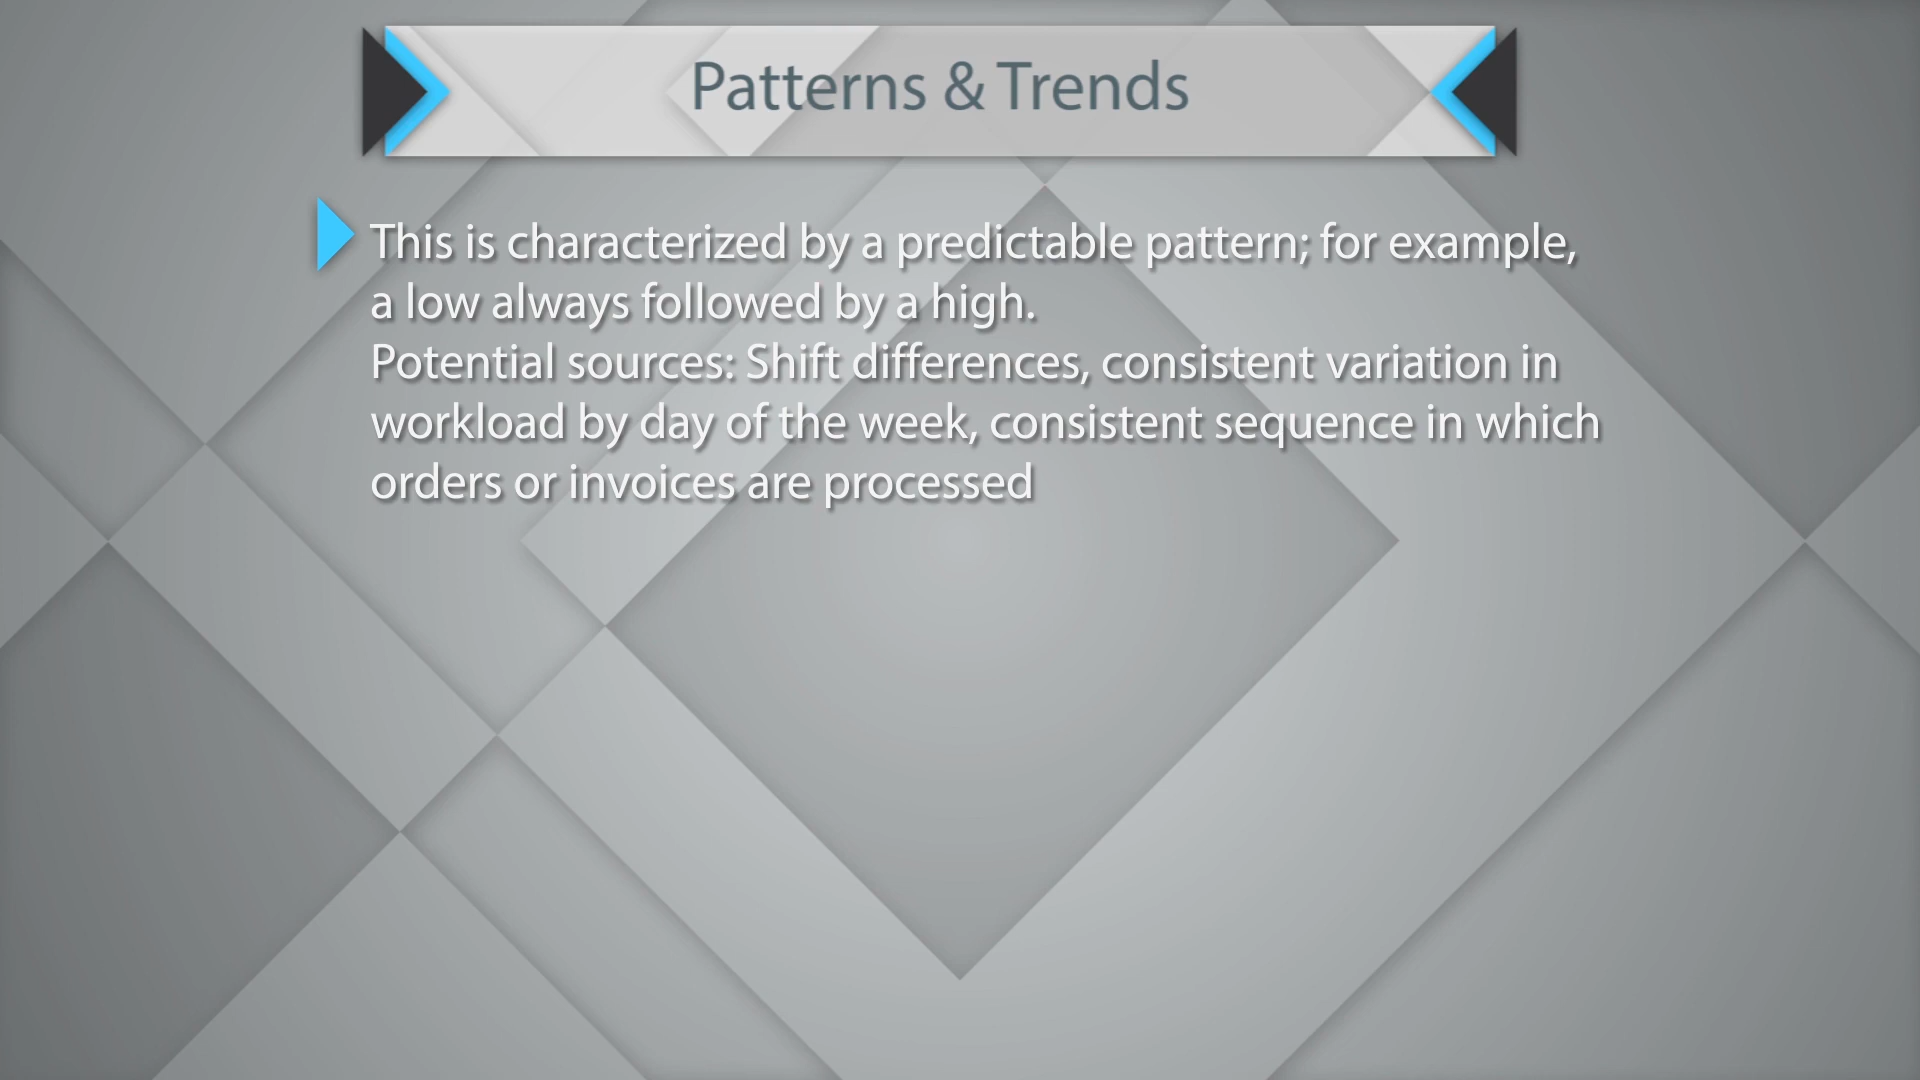 Patterns & Trends
This is characterized by a predictable pattern; for example,
a low always followed by a high.
Potential sources: Shift differences, consistent variation in
workload by day of the week, consistent sequence in which
orders or invoices are processed